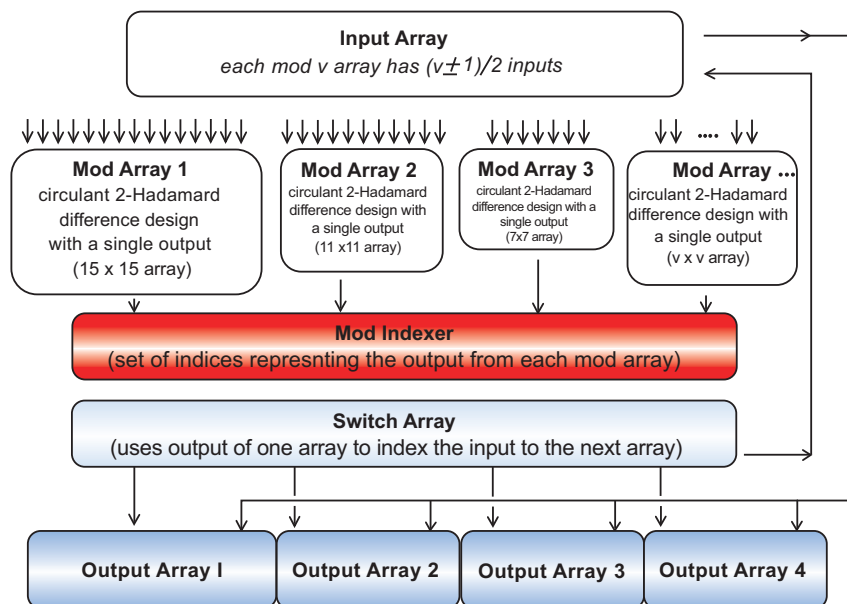 Input Array
each mod v array has (v±1)/2 inputs
....
Mod Array 1
circulant 2-Hadamard
difference design
with a single output
(15 x 15 array)
Mod Array 2
circulant 2-Hadamard
difference design with
a single output
(11 x11 array)
Mod Array 3
circulant 2-Hadamard
difference design with a
single output
(7x7 array)
Mod Array ...
circulant 2-Hadamard
difference design with
a single output
(v x v array)
Mod Indexer
(set of indices represnting the output from each mod array)
Switch Array
(uses output of one array to index the input to the next array)
Output Array I
Output Array 2
Output Array 3
Output Array 4